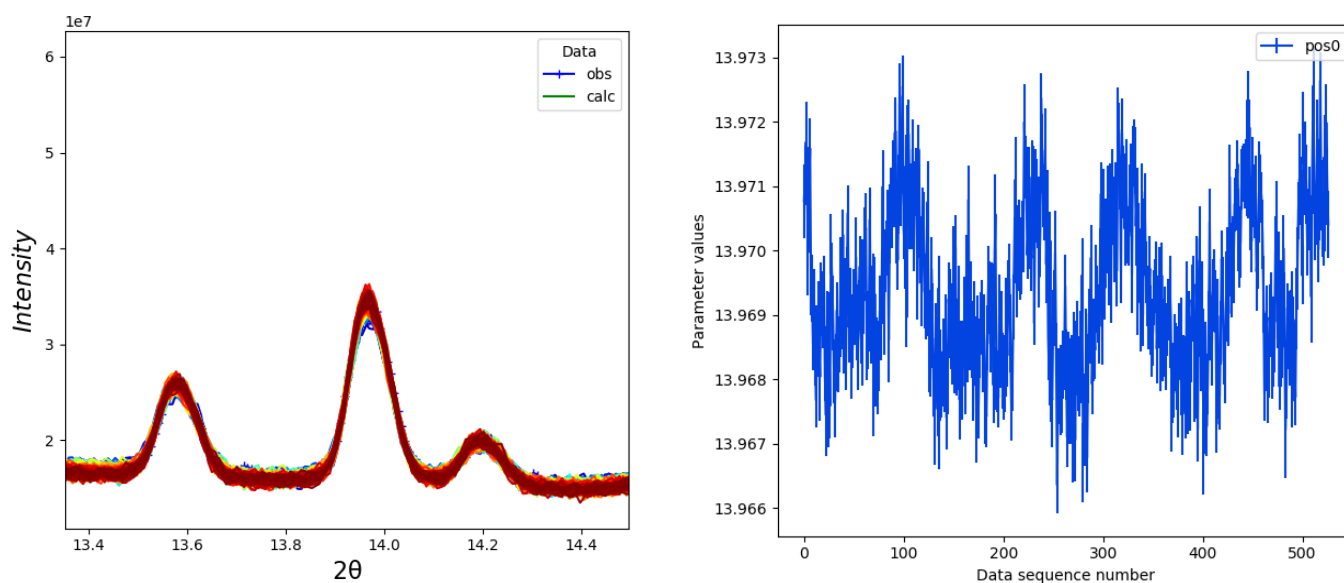 1e7
6
5
4
3
2
Intensity
13.4 13.6 13.8 14.0 14.2 14.4
2θ
Data
obs
calc
13.973
13.972
13.971
13.970
13.969
13.968
13.967
13.966
Parameter values
0 100 200 300 400 500
Data sequence number
pos0